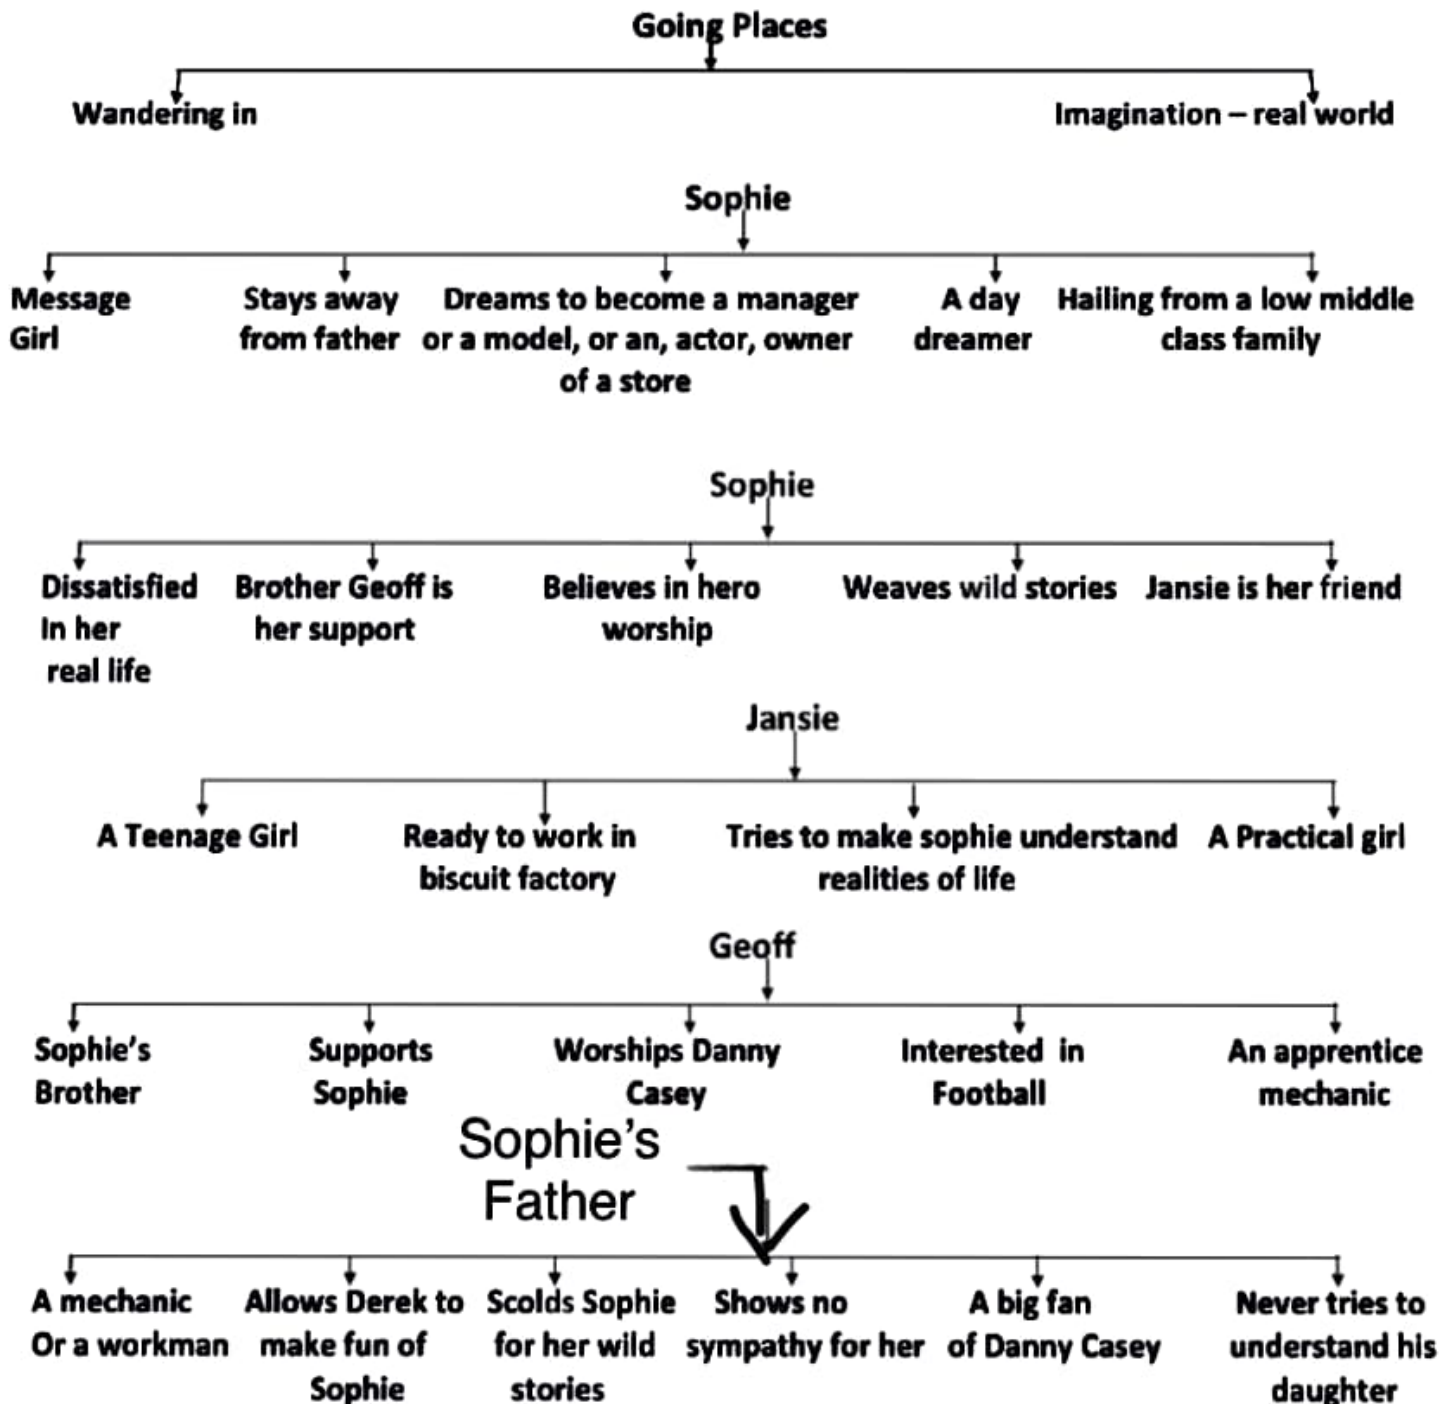 Going Places
Wandering in
Imagination – real world
Sophie
Message
Girl
Stays away
from father
Dreams to become a manager
or a model, or an, actor, owner
of a store
A day
dreamer
Hailing from a low middle
class family
Sophie
Dissatisfied
In her
real life
Brother Geoff is
her support
Believes in hero
worship
Weaves wild stories
Jansie is her friend
Jansie
A Teenage Girl
Ready to work in
biscuit factory
Tries to make sophie understand
realities of life
A Practical girl
Geoff
Sophie's
Brother
Supports
Sophie
Worships Danny
Casey
Interested in
Football
An apprentice
mechanic
Sophie's
Father
A mechanic
Or a workman
Allows Derek to
make fun of
Sophie
Scolds Sophie
for her wild
stories
Shows no
sympathy for her
A big fan
of Danny Casey
Never tries to
understand his
daughter